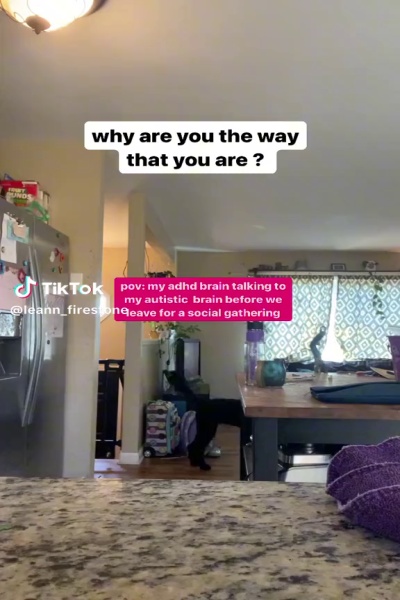 why are you the way
that you are ?
TikTok
@leann_firestone
pov: my adhd brain talking to
my autistic brain before we
leave for a social gathering